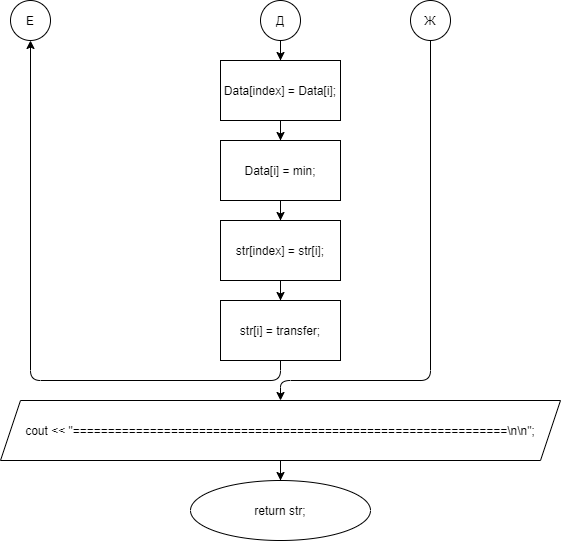 Е
Д
Ж
Data[index] = Data[i];
Data[i] = min;
str[index] = str[i];
str[i] = transfer;
cout << "==============================================================\n\n";
return str;